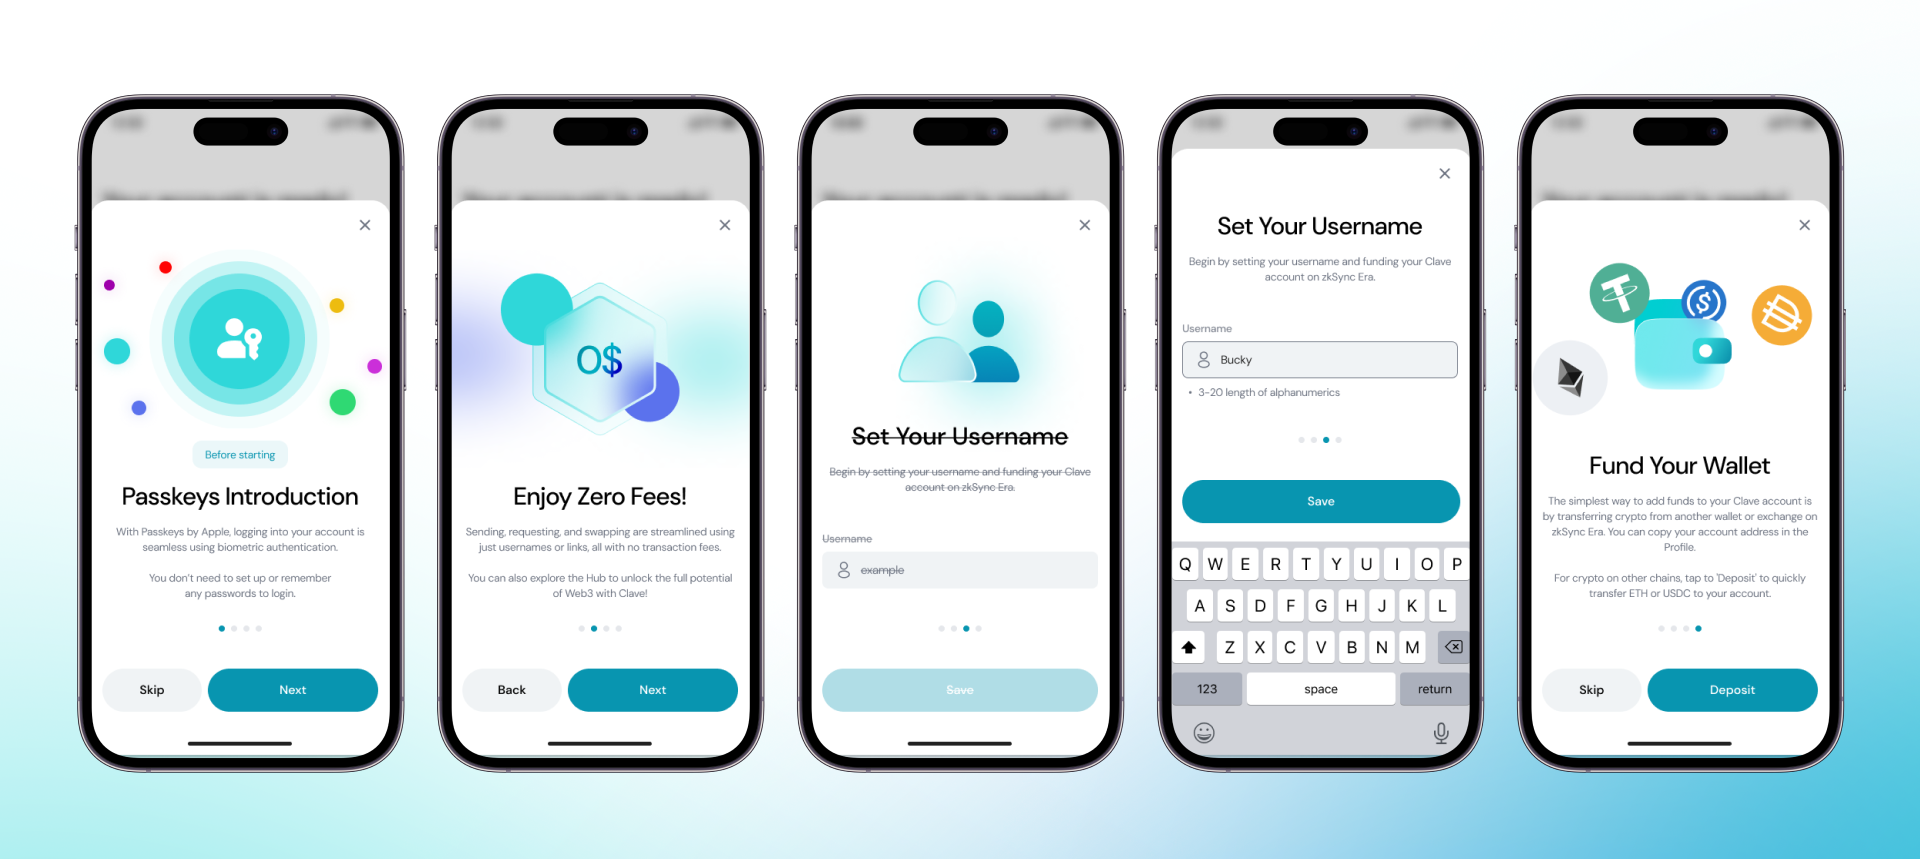 Before starting
Passkeys Introduction
With Passkeys by Apple, logging into your account is
seamless using biometric authentication.
You don't need to set up or remember
any passwords to login.
Skip
Next
0$
Enjoy Zero Fees!
Sending, requesting, and swapping are streamlined using
just usernames or links, all with no transaction fees.
You can also explore the Hub to unlock the full potential
of Web3 with Clave!
Back
Next
Set Your Username
Begin by setting your username and funding your Clave
account on zkSync Era.
Username
example
Save
Set Your Username
Begin by setting your username and funding your Clave
account on zkSync Era.
Username
Bucky
• 3-20 length of alphanumerics
Save
Q W E R T Y U I O P
A S D F G H J K L
Z X C V B N M
123 space return
Fund Your Wallet
The simplest way to add funds to your Clave account is
by transferring crypto from another wallet or exchange on
zkSync Era. You can copy your account address in the
Profile.
For crypto on other chains, tap to 'Deposit' to quickly
transfer ETH or USDC to your account.
Skip
Deposit